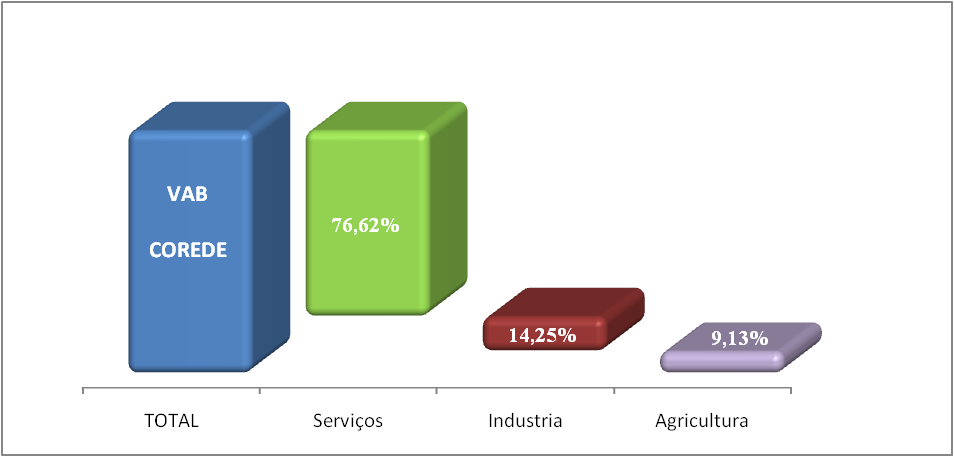 VAB
COREDE
76,62%
14,25%
9,13%
TOTAL
Serviços
Industria
Agricultura